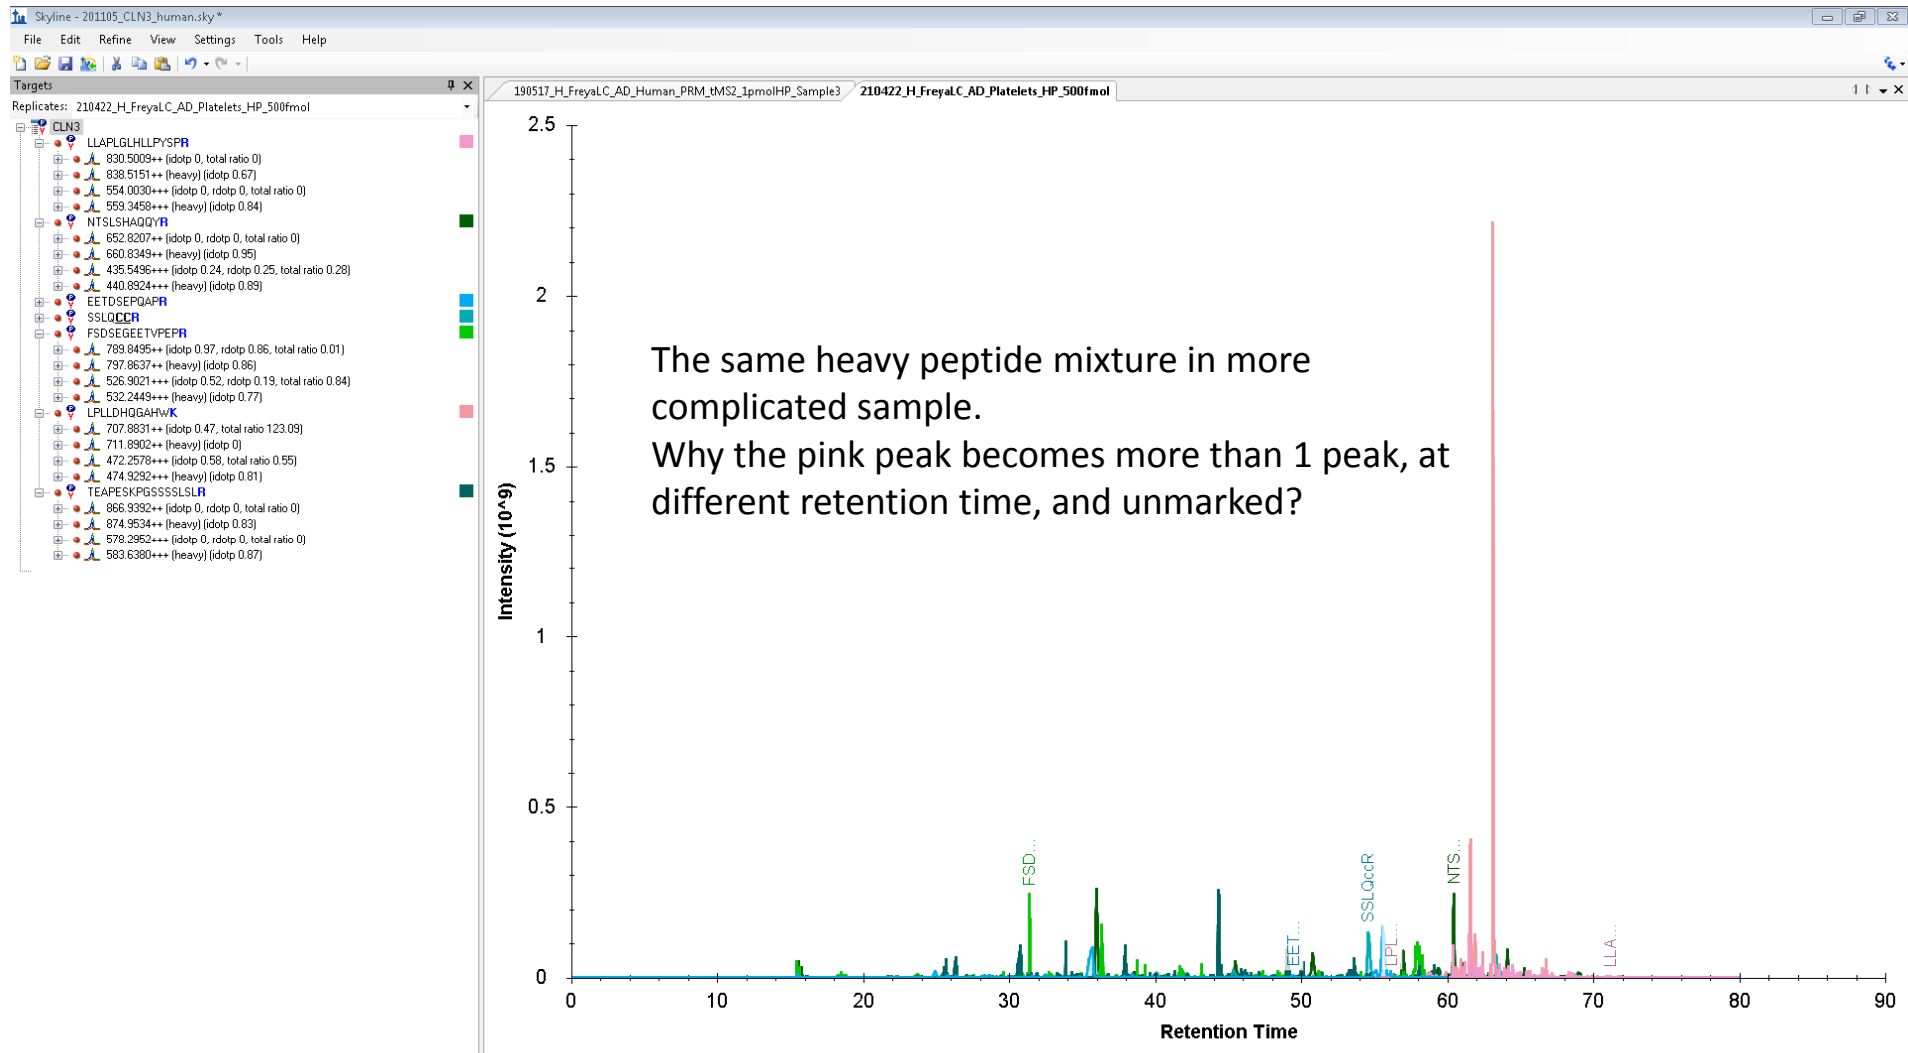 Skyline - 201105_CLN3_human.sky *
File Edit Refine View Settings Tools Help
Targets
Replicates: 210422_H_FreyaLC_AD_Platelets_HP_500fmol
CLN3
LLAPLGLHLLPYSPR
830.5009++ (idotp 0, total ratio 0)
838.5151++ (heavy) (idotp 0.67)
554.0030+++ (idotp 0, rdotp 0, total ratio 0)
559.3458+++ (heavy) (idotp 0.84)
NTSLSHAQQYR
652.8207++ (idotp 0, rdotp 0, total ratio 0)
660.8349++ (heavy) (idotp 0.95)
435.5496+++ (idotp 0.24, rdotp 0.25, total ratio 0.28)
440.8924+++ (heavy) (idotp 0.89)
EETDSEPQAPR
SSLQCCR
FSDSEGEETVPEPR
789.8495++ (idotp 0.97, rdotp 0.86, total ratio 0.01)
797.8637++ (heavy) (idotp 0.86)
526.9021+++ (idotp 0.52, rdotp 0.19, total ratio 0.84)
532.2449+++ (heavy) (idotp 0.77)
LPLLDHQGAHWK
707.8831++ (idotp 0.47, total ratio 123.09)
711.8902++ (heavy) (idotp 0)
472.2578+++ (idotp 0.58, total ratio 0.55)
474.9292+++ (heavy) (idotp 0.81)
TEAPESKPGSSSSLSLR
866.9392++ (idotp 0, rdotp 0, total ratio 0)
874.9534++ (heavy) (idotp 0.83)
578.2952+++ (idotp 0, rdotp 0, total ratio 0)
583.6380+++ (heavy) (idotp 0.87)
190517_H_FreyaLC_AD_Human_PRM_tMS2_1pmolHP_Sample3
210422_H_FreyaLC_AD_Platelets_HP_500fmol
The same heavy peptide mixture in more
complicated sample.
Why the pink peak becomes more than 1 peak, at
different retention time, and unmarked?
Intensity (10^9)
2.5
2
1.5
1
0.5
0
FSD...
EET...
SSLQccR
LPL...
NTS...
LLA...
0 10 20 30 40 50 60 70 80 90
Retention Time